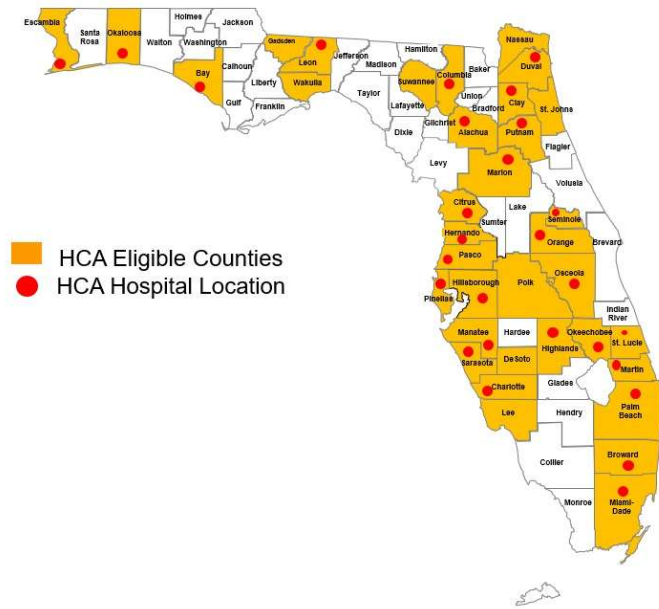 Escambia
Santa
Rosa
Okaloosa
Walton
Holmes
Washington
Jackson
Bay
Calhoun
Gulf
Liberty
Franklin
Gadsden
Leon
Wakulla
Jefferson
Madison
Taylor
Hamilton
Suwannee
Lafayette
Dixie
Columbia
Gilchrist
Levy
Baker
Union
Bradford
Alachua
Nassau
Duval
Clay
St. Johns
Putnam
Flagler
Marion
Volusia
Citrus
Sumter
Lake
Seminole
Hernando
Orange
Brevard
Pasco
Hillsborough
Polk
Osceola
Pinellas
Indian
River
Manatee
Hardee
Okeechobee
Highlands
St. Lucie
Sarasota
DeSoto
Martin
Charlotte
Glades
Lee
Hendry
Palm
Beach
Collier
Broward
Monroe
Miami-
Dade
HCA Eligible Counties
HCA Hospital Location